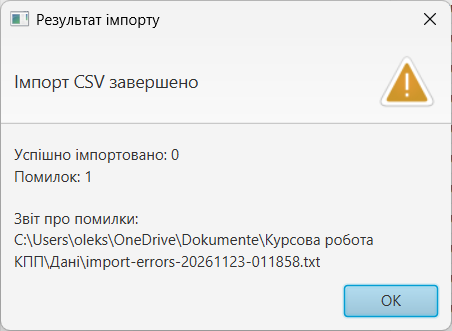 Результат імпорту
Імпорт CSV завершено
Успішно імпортовано: 0
Помилок: 1
Звіт про помилки:
C:\Users\oleks\OneDrive\Dokumente\Курсова робота
КПП\Дані\import-errors-20261123-011858.txt
OK